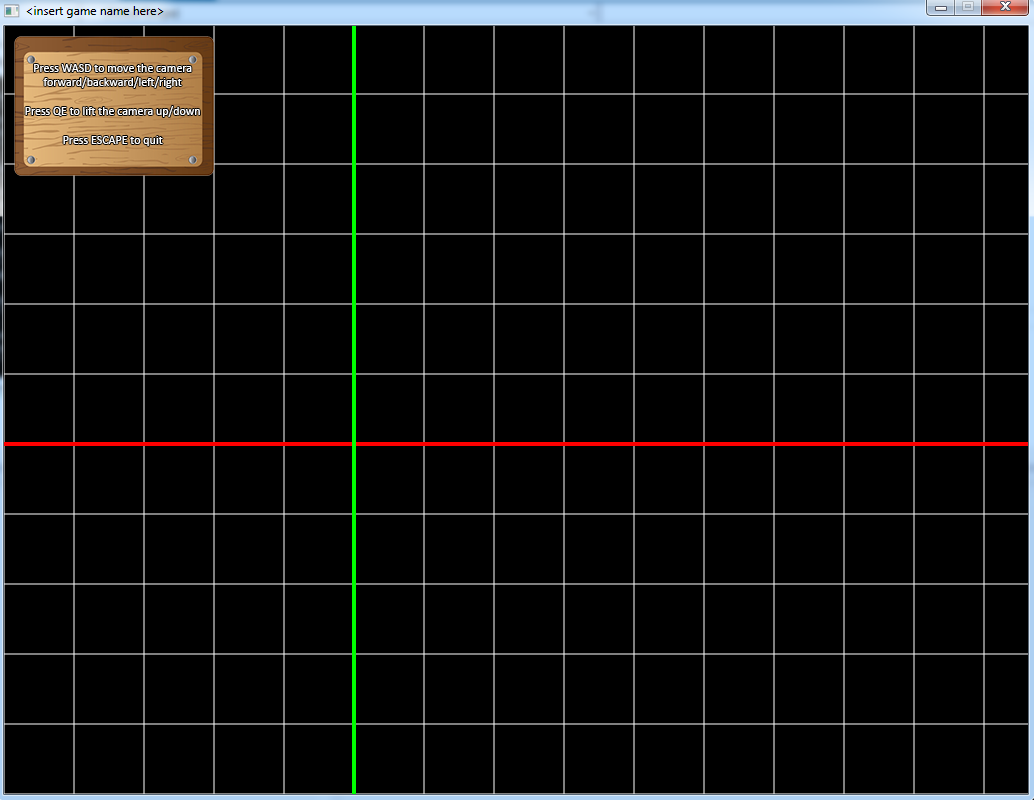 <insert game name here>
Press WASD to move the camera
forward/backward/left/right
Press QE to lift the camera up/down
Press ESCAPE to quit